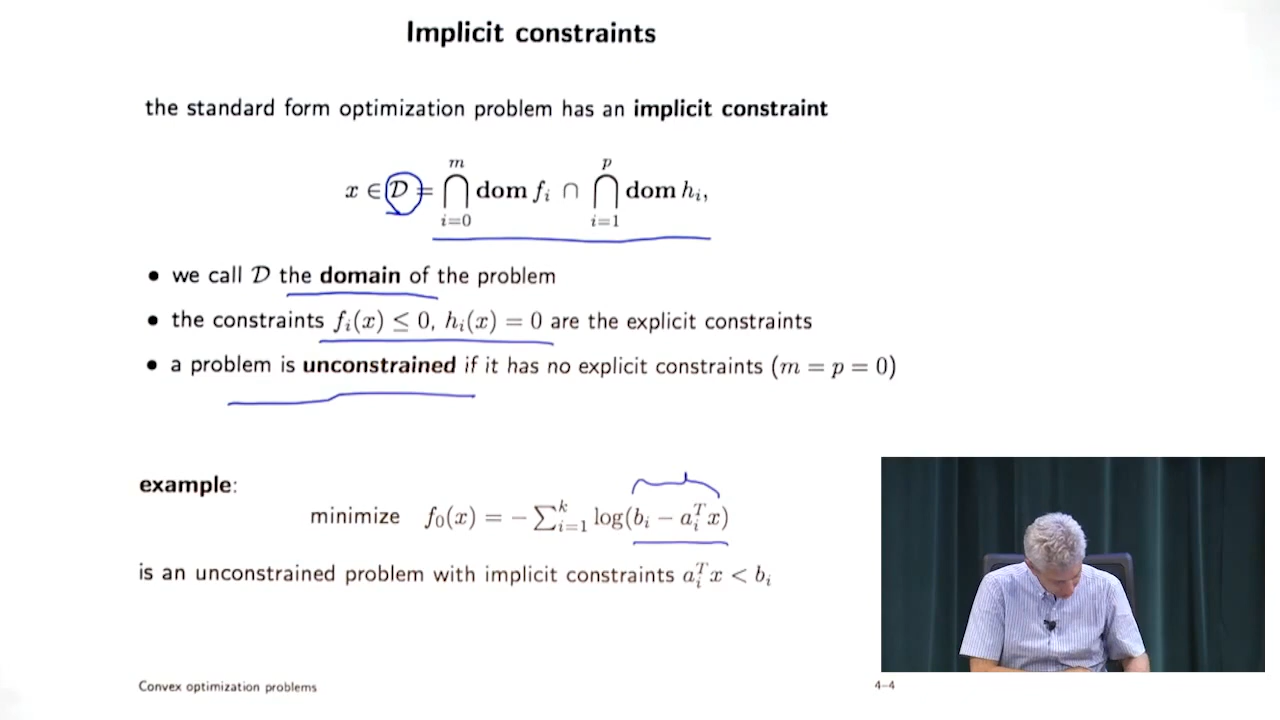 Implicit constraints
the standard form optimization problem has an implicit constraint
x ∈ 𝒟 = ⋂_{i=0}^{m} dom f_i ∩ ⋂_{i=1}^{p} dom h_i,
• we call 𝒟 the domain of the problem
• the constraints f_i(x) ≤ 0, h_i(x) = 0 are the explicit constraints
• a problem is unconstrained if it has no explicit constraints (m = p = 0)
example:
minimize f_0(x) = − ∑_{i=1}^{k} log(b_i − a_i^T x)
is an unconstrained problem with implicit constraints a_i^T x < b_i
Convex optimization problems 4–4